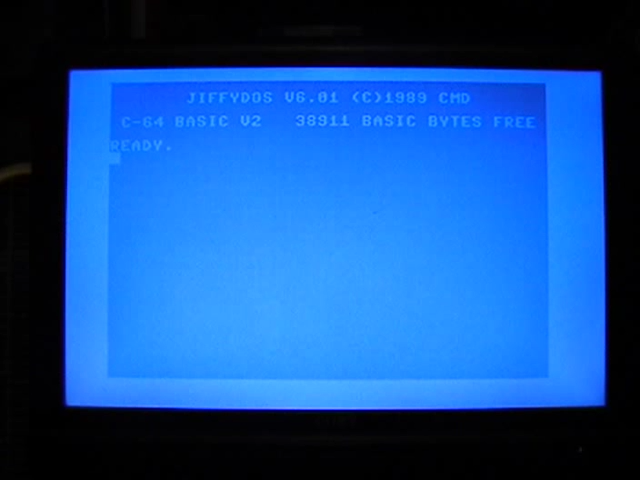 JIFFYDOS V6.01 (C)1989 CMD
C-64 BASIC V2   38911 BASIC BYTES FREE
READY.